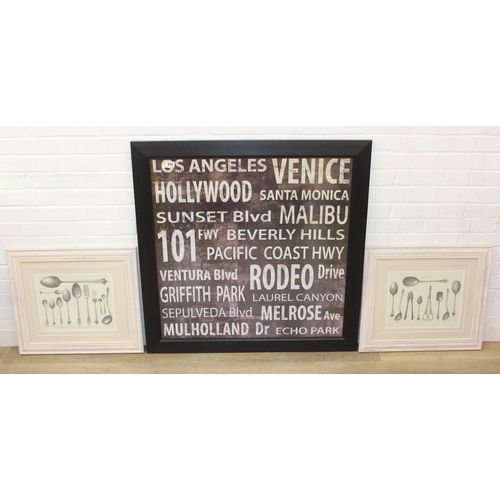 LOS ANGELES VENICE
HOLLYWOOD SANTA MONICA
SUNSET Blvd MALIBU
101 FWY BEVERLY HILLS
PACIFIC COAST HWY
VENTURA Blvd RODEO Drive
GRIFFITH PARK LAUREL CANYON
SEPULVEDA Blvd MELROSE Ave
MULHOLLAND Dr ECHO PARK